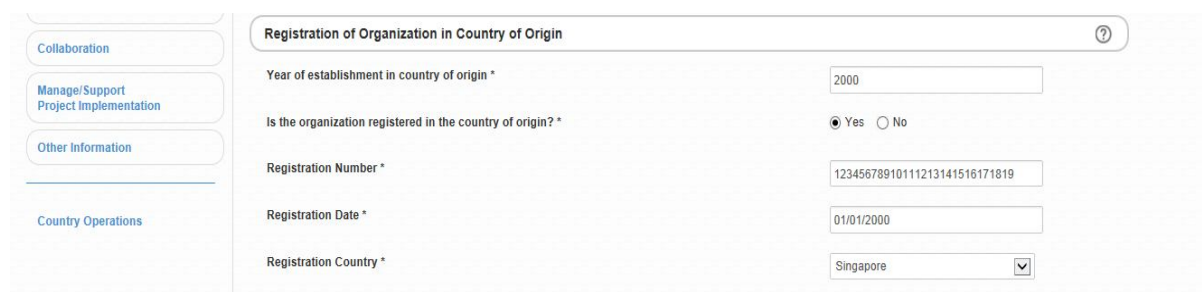 Collaboration
Manage/Support
Project Implementation
Other Information
Country Operations
Registration of Organization in Country of Origin
?
Year of establishment in country of origin *
2000
Is the organization registered in the country of origin? *
Yes No
Registration Number *
12345678910111213141516171819
Registration Date *
01/01/2000
Registration Country *
Singapore